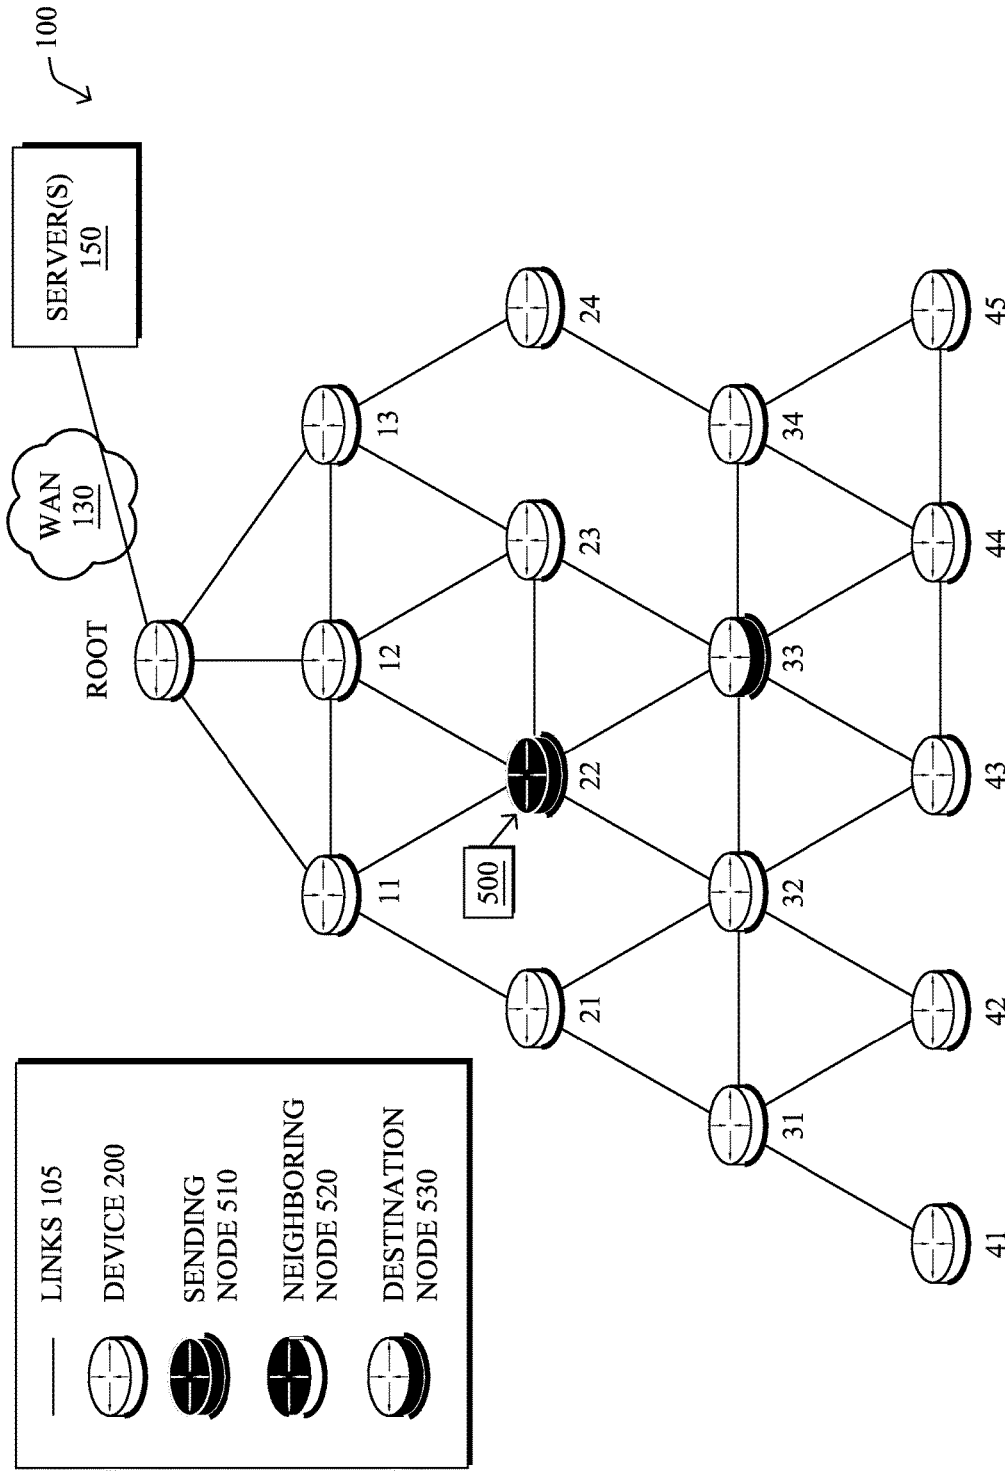 100
SERVER(S)
150
WAN
130
ROOT
11
12
13
500
21
22
23
24
31
32
33
34
41
42
43
44
45
LINKS 105
DEVICE 200
SENDING
NODE 510
NEIGHBORING
NODE 520
DESTINATION
NODE 530